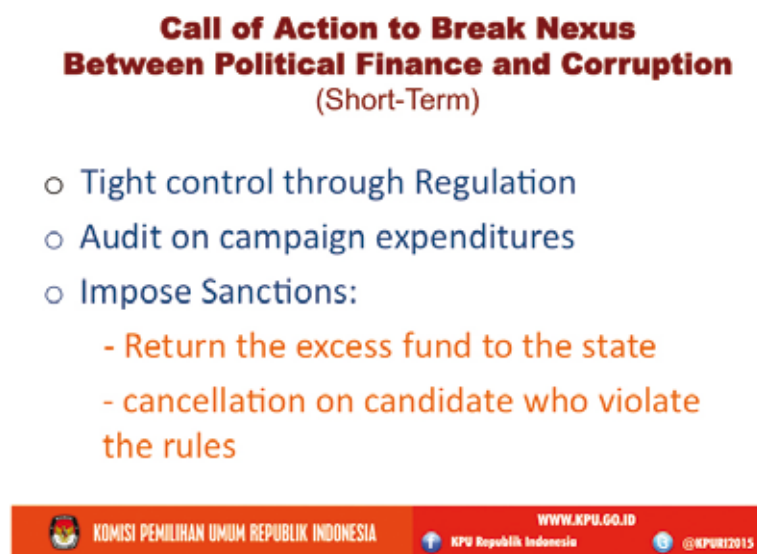 Call of Action to Break Nexus
Between Political Finance and Corruption
(Short-Term)
o Tight control through Regulation
o Audit on campaign expenditures
o Impose Sanctions:
- Return the excess fund to the state
- cancellation on candidate who violate
the rules
KOMISI PEMILIHAN UMUM REPUBLIK INDONESIA
WWW.KPU.GO.ID
KPU Republik Indonesia
@KPURI2015